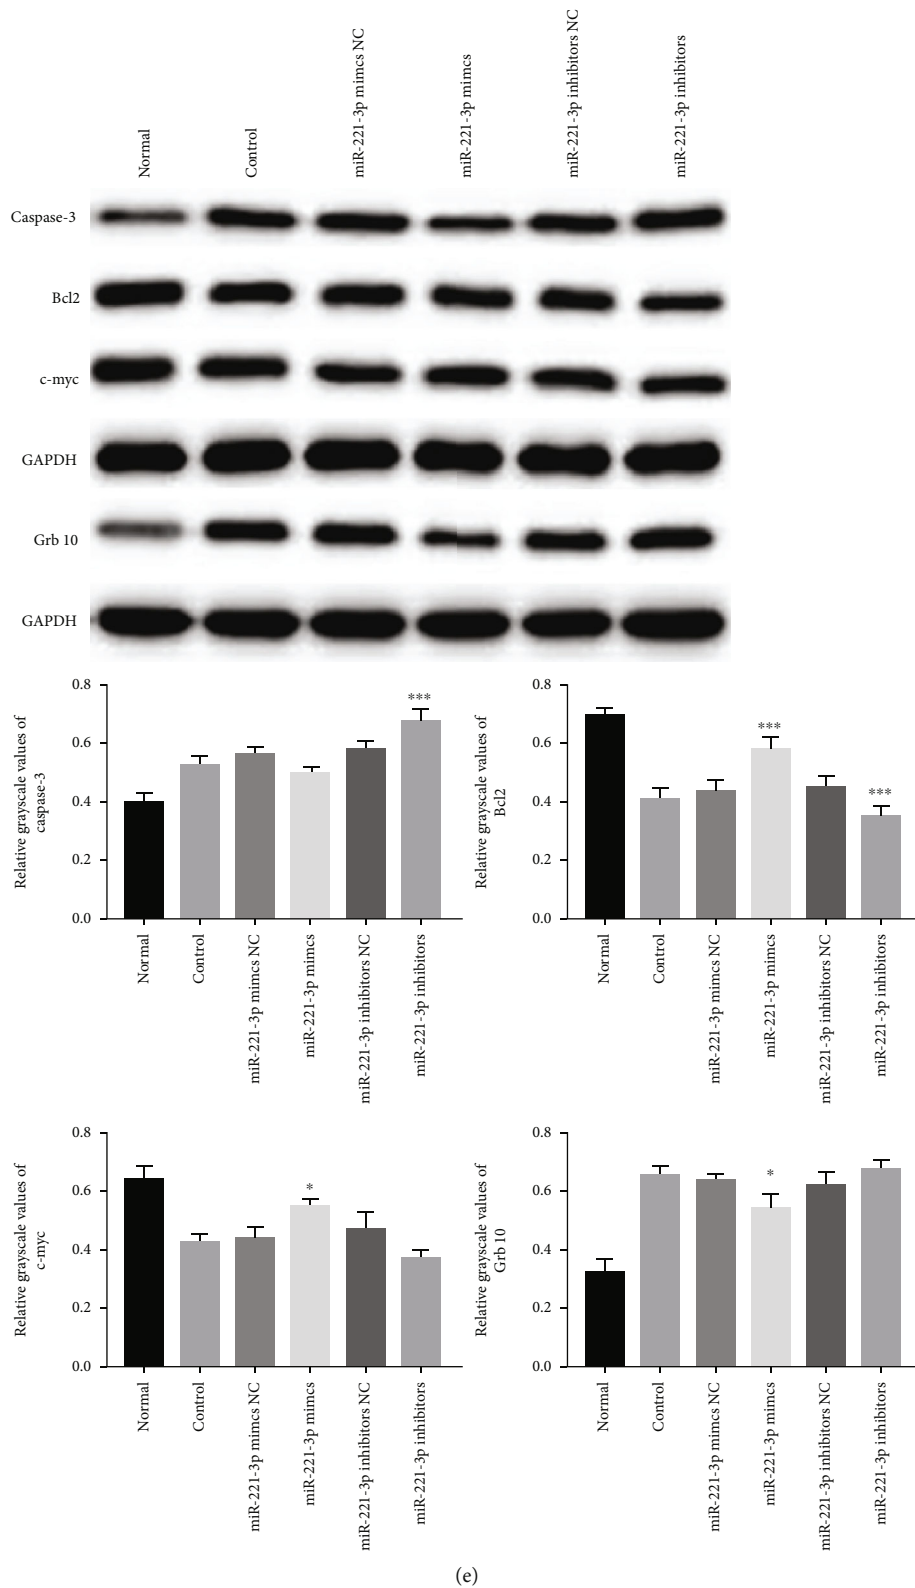 Normal
Control
miR-221-3p mimcs NC
miR-221-3p mimcs
miR-221-3p inhibitors NC
miR-221-3p inhibitors
Caspase-3
Bcl2
c-myc
GAPDH
Grb 10
GAPDH
Relative grayscale values of
caspase-3
0.8
0.6
0.4
0.2
0.0
***
Normal
Control
miR-221-3p mimcs NC
miR-221-3p mimcs
miR-221-3p inhibitors NC
miR-221-3p inhibitors
Relative grayscale values of
Bcl2
0.8
0.6
0.4
0.2
0.0
***
***
Normal
Control
miR-221-3p mimcs NC
miR-221-3p mimcs
miR-221-3p inhibitors NC
miR-221-3p inhibitors
Relative grayscale values of
c-myc
0.8
0.6
0.4
0.2
0.0
*
Normal
Control
miR-221-3p mimcs NC
miR-221-3p mimcs
miR-221-3p inhibitors NC
miR-221-3p inhibitors
Relative grayscale values of
Grb 10
0.8
0.6
0.4
0.2
0.0
*
Normal
Control
miR-221-3p mimcs NC
miR-221-3p mimcs
miR-221-3p inhibitors NC
miR-221-3p inhibitors
(e)